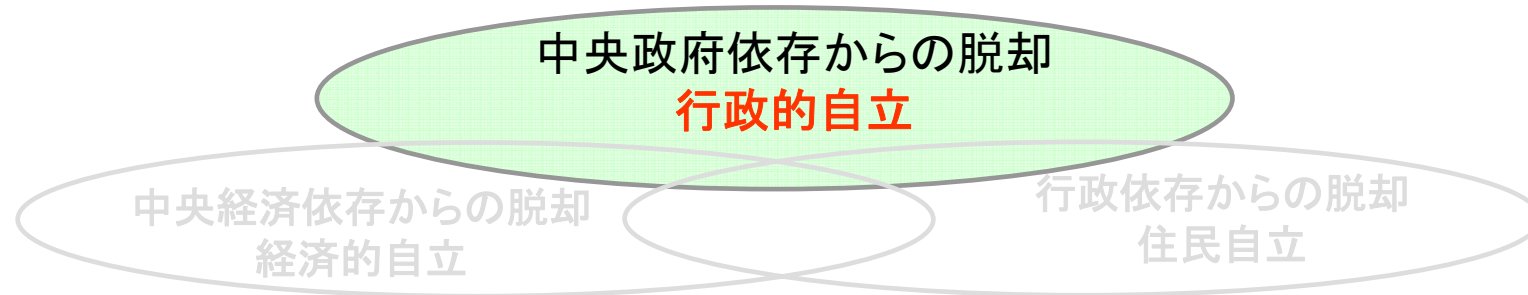 中央政府依存からの脱却
行政的自立
中央経済依存からの脱却
経済的自立
行政依存からの脱却
住民自立